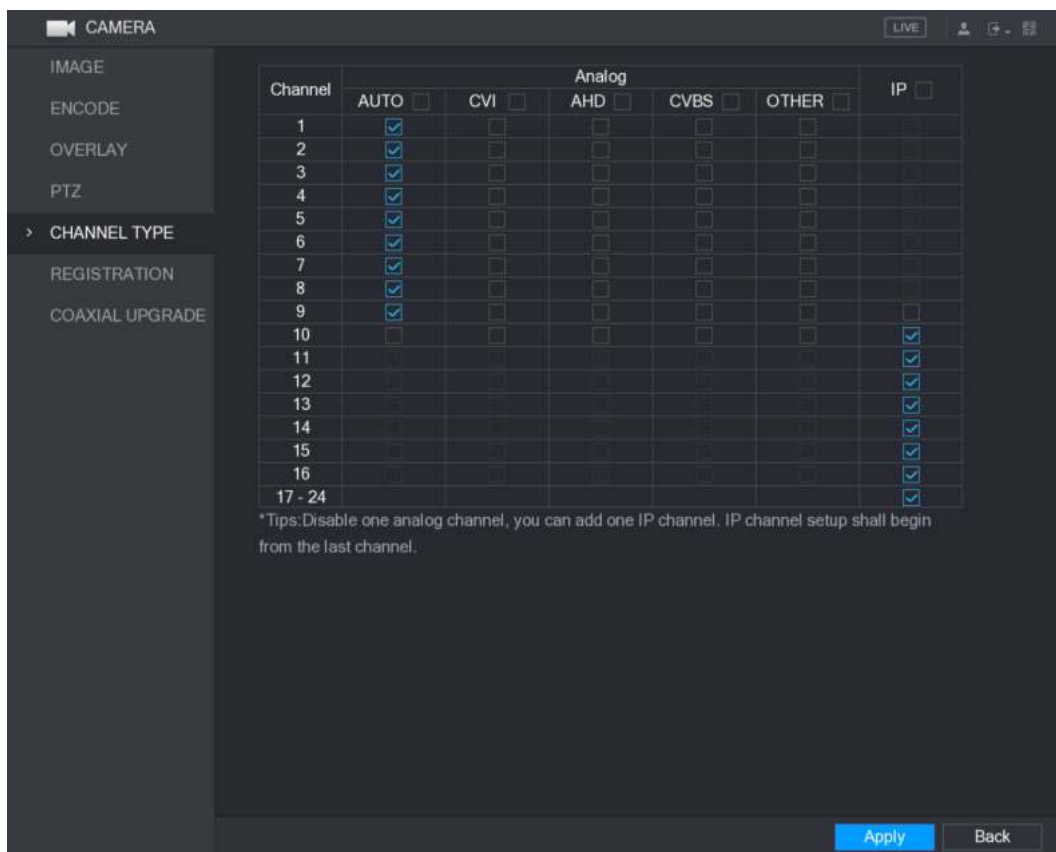 CAMERA
LIVE
IMAGE
ENCODE
OVERLAY
PTZ
> CHANNEL TYPE
REGISTRATION
COAXIAL UPGRADE
Channel Analog IP
AUTO CVI AHD CVBS OTHER
1
2
3
4
5
6
7
8
9
10
11
12
13
14
15
16
17 - 24
*Tips:Disable one analog channel, you can add one IP channel. IP channel setup shall begin
from the last channel.
Apply Back